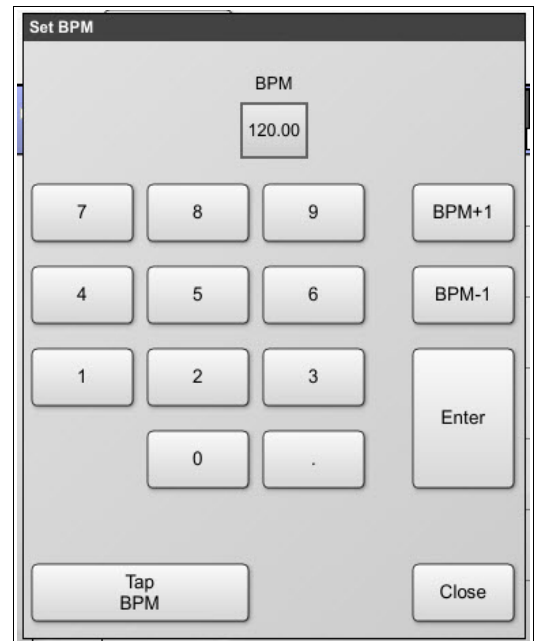 Set BPM
BPM
120.00
7 8 9 BPM+1
4 5 6 BPM-1
1 2 3
Enter
0 .
Tap
BPM
Close